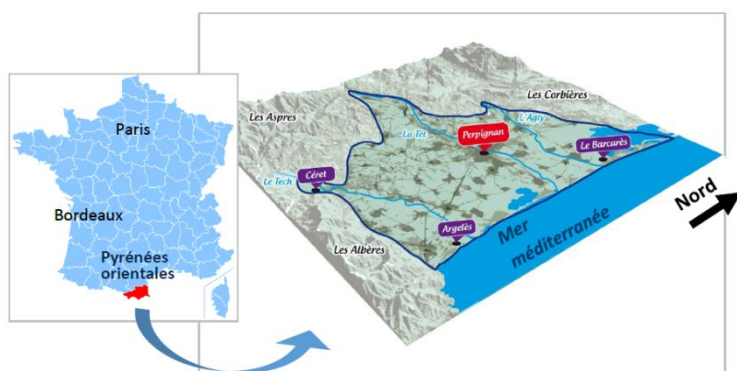 Paris
Bordeaux
Pyrénées
orientales
Les Aspres
Les Corbières
La Têt
Perpignan
L'Agly
Le Barcarès
Le Tech
Céret
Argelès
Les Albères
Mer
méditerranée
Nord